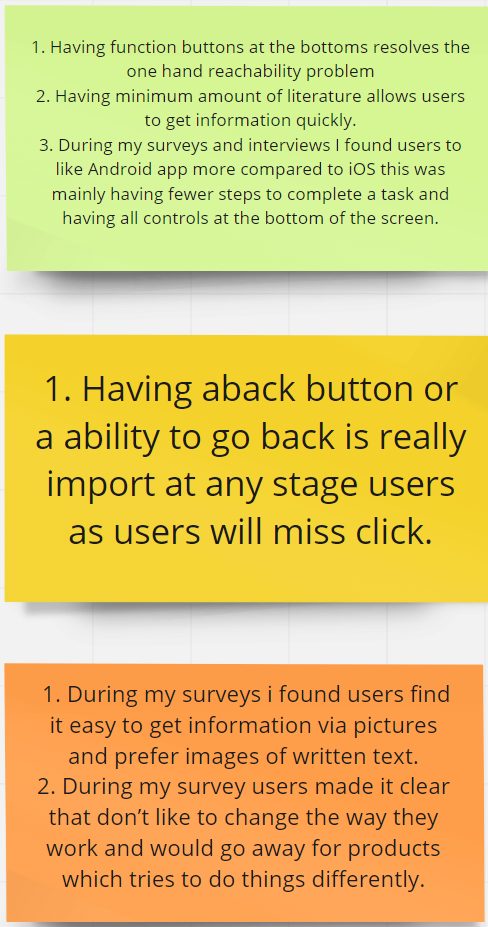 1. Having function buttons at the bottoms resolves the
one hand reachability problem
2. Having minimum amount of literature allows users
to get information quickly.
3. During my surveys and interviews I found users to
like Android app more compared to iOS this was
mainly having fewer steps to complete a task and
having all controls at the bottom of the screen.
1. Having aback button or
a ability to go back is really
import at any stage users
as users will miss click.
1. During my surveys i found users find
it easy to get information via pictures
and prefer images of written text.
2. During my survey users made it clear
that don’t like to change the way they
work and would go away for products
which tries to do things differently.